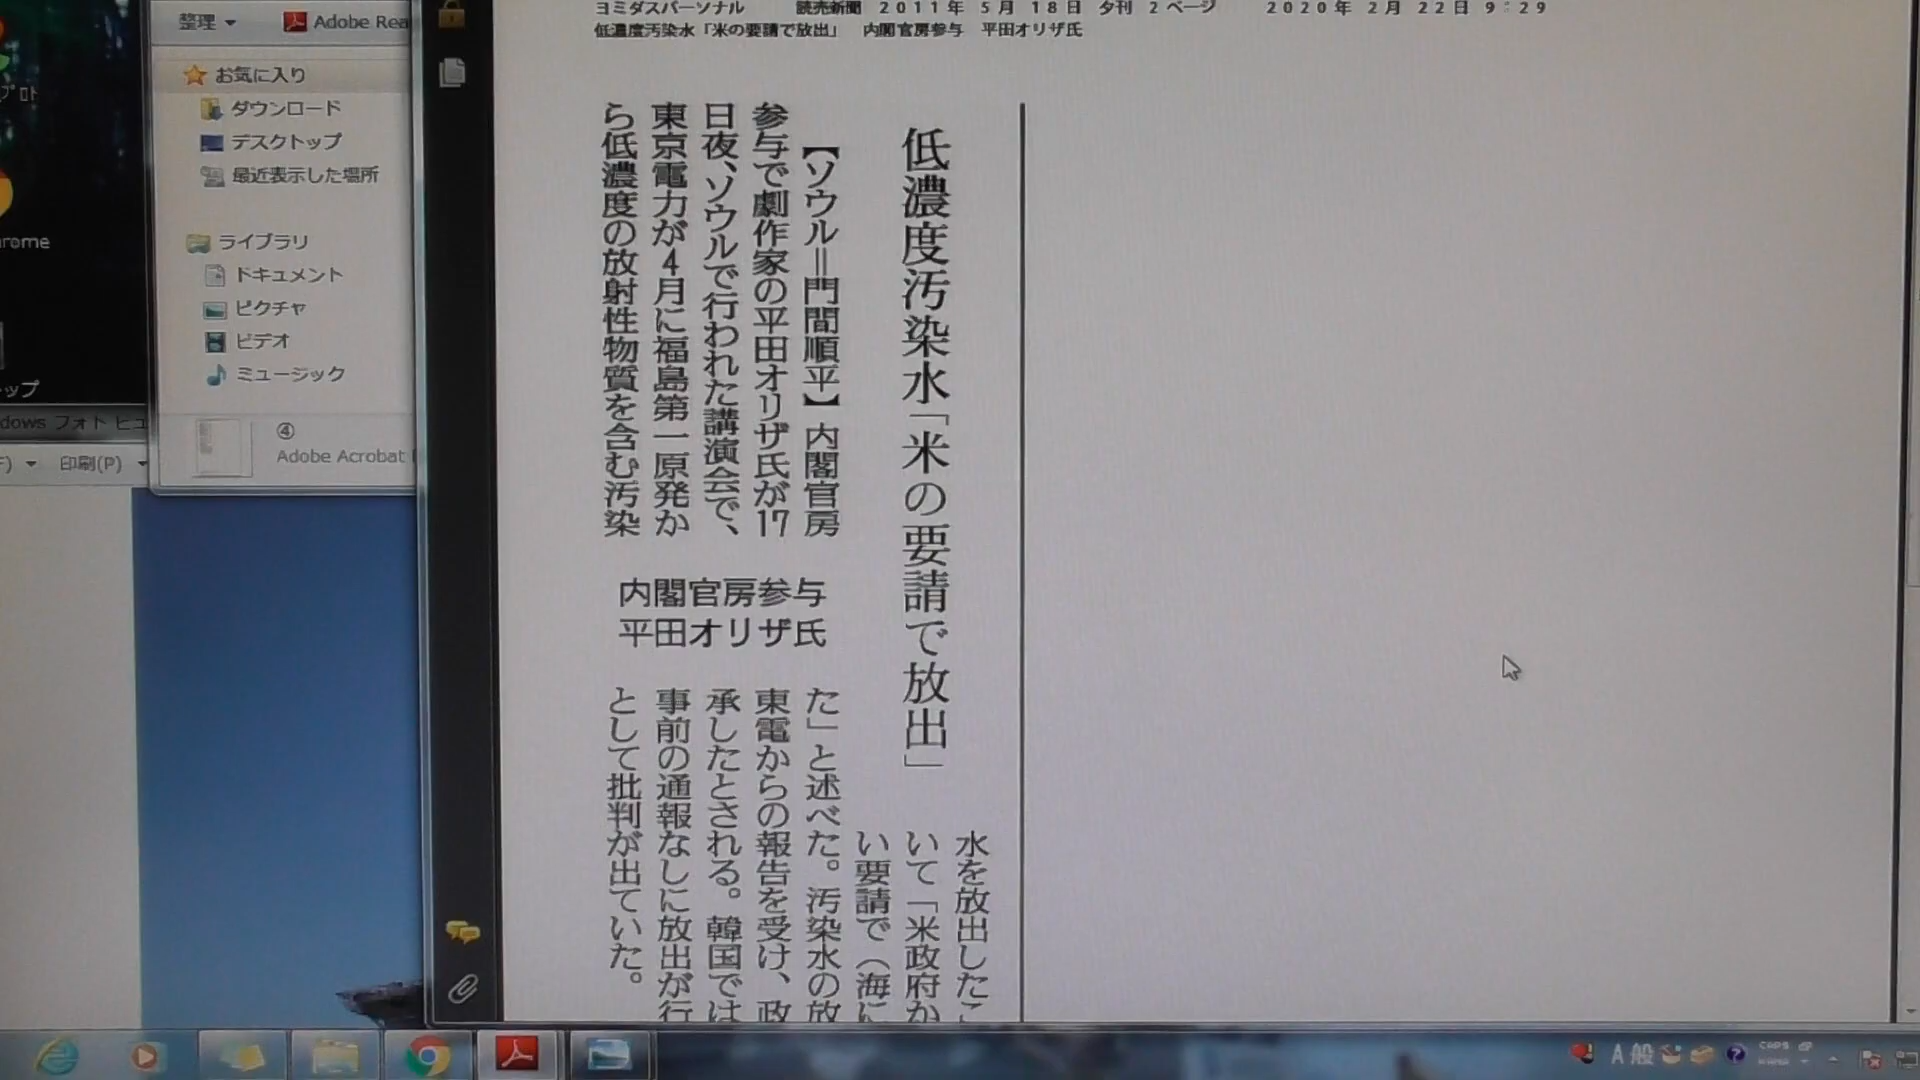 整理
Adobe Rea
お気に入り
ダウンロード
デスクトップ
最近表示した場所
ライブラリ
ドキュメント
ピクチャ
ビデオ
ミュージック
④
Adobe Acrobat
rome
ップ
dows フォト ビュ
印刷(P)
ヨミダスパーソナル 読売新聞 2011年 5月 18日 夕刊 2ページ 2020年 2月 22日 9:29
低濃度汚染水「米の要請で放出」 内閣官房参与 平田オリザ氏
低濃度汚染水「米の要請で放出」
内閣官房参与
平田オリザ氏
【ソウル＝門間順平】内閣官房
参与で劇作家の平田オリザ氏が17
日夜、ソウルで行われた講演会で、
東京電力が4月に福島第一原発か
ら低濃度の放射性物質を含む汚染
水を放出したこ
いて「米政府か
い要請で（海に
た」と述べた。汚染水の放
東電からの報告を受け、政
承したとされる。韓国では
事前の通報なしに放出が行
として批判が出ていた。
A 般
CAPS
KANA